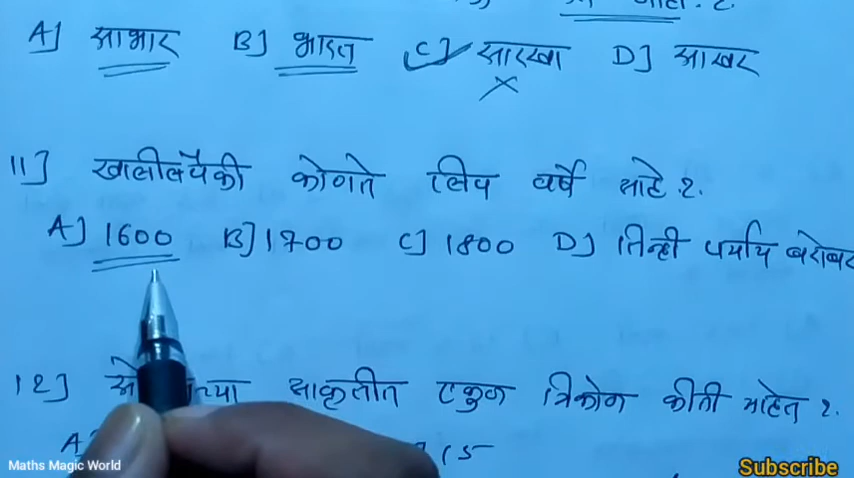 A] आभार B] भारत C] सारखा D] आखर
11] खालीलपैकी कोणते लिप वर्षे आहे ?.
A] 1600 B] 1700 C] 1800 D] तिन्ही पर्याय बरोबर
12] आकृतीत एकुण त्रिकोण कीती आहेत ?.
A] 15
Maths Magic World
Subscribe